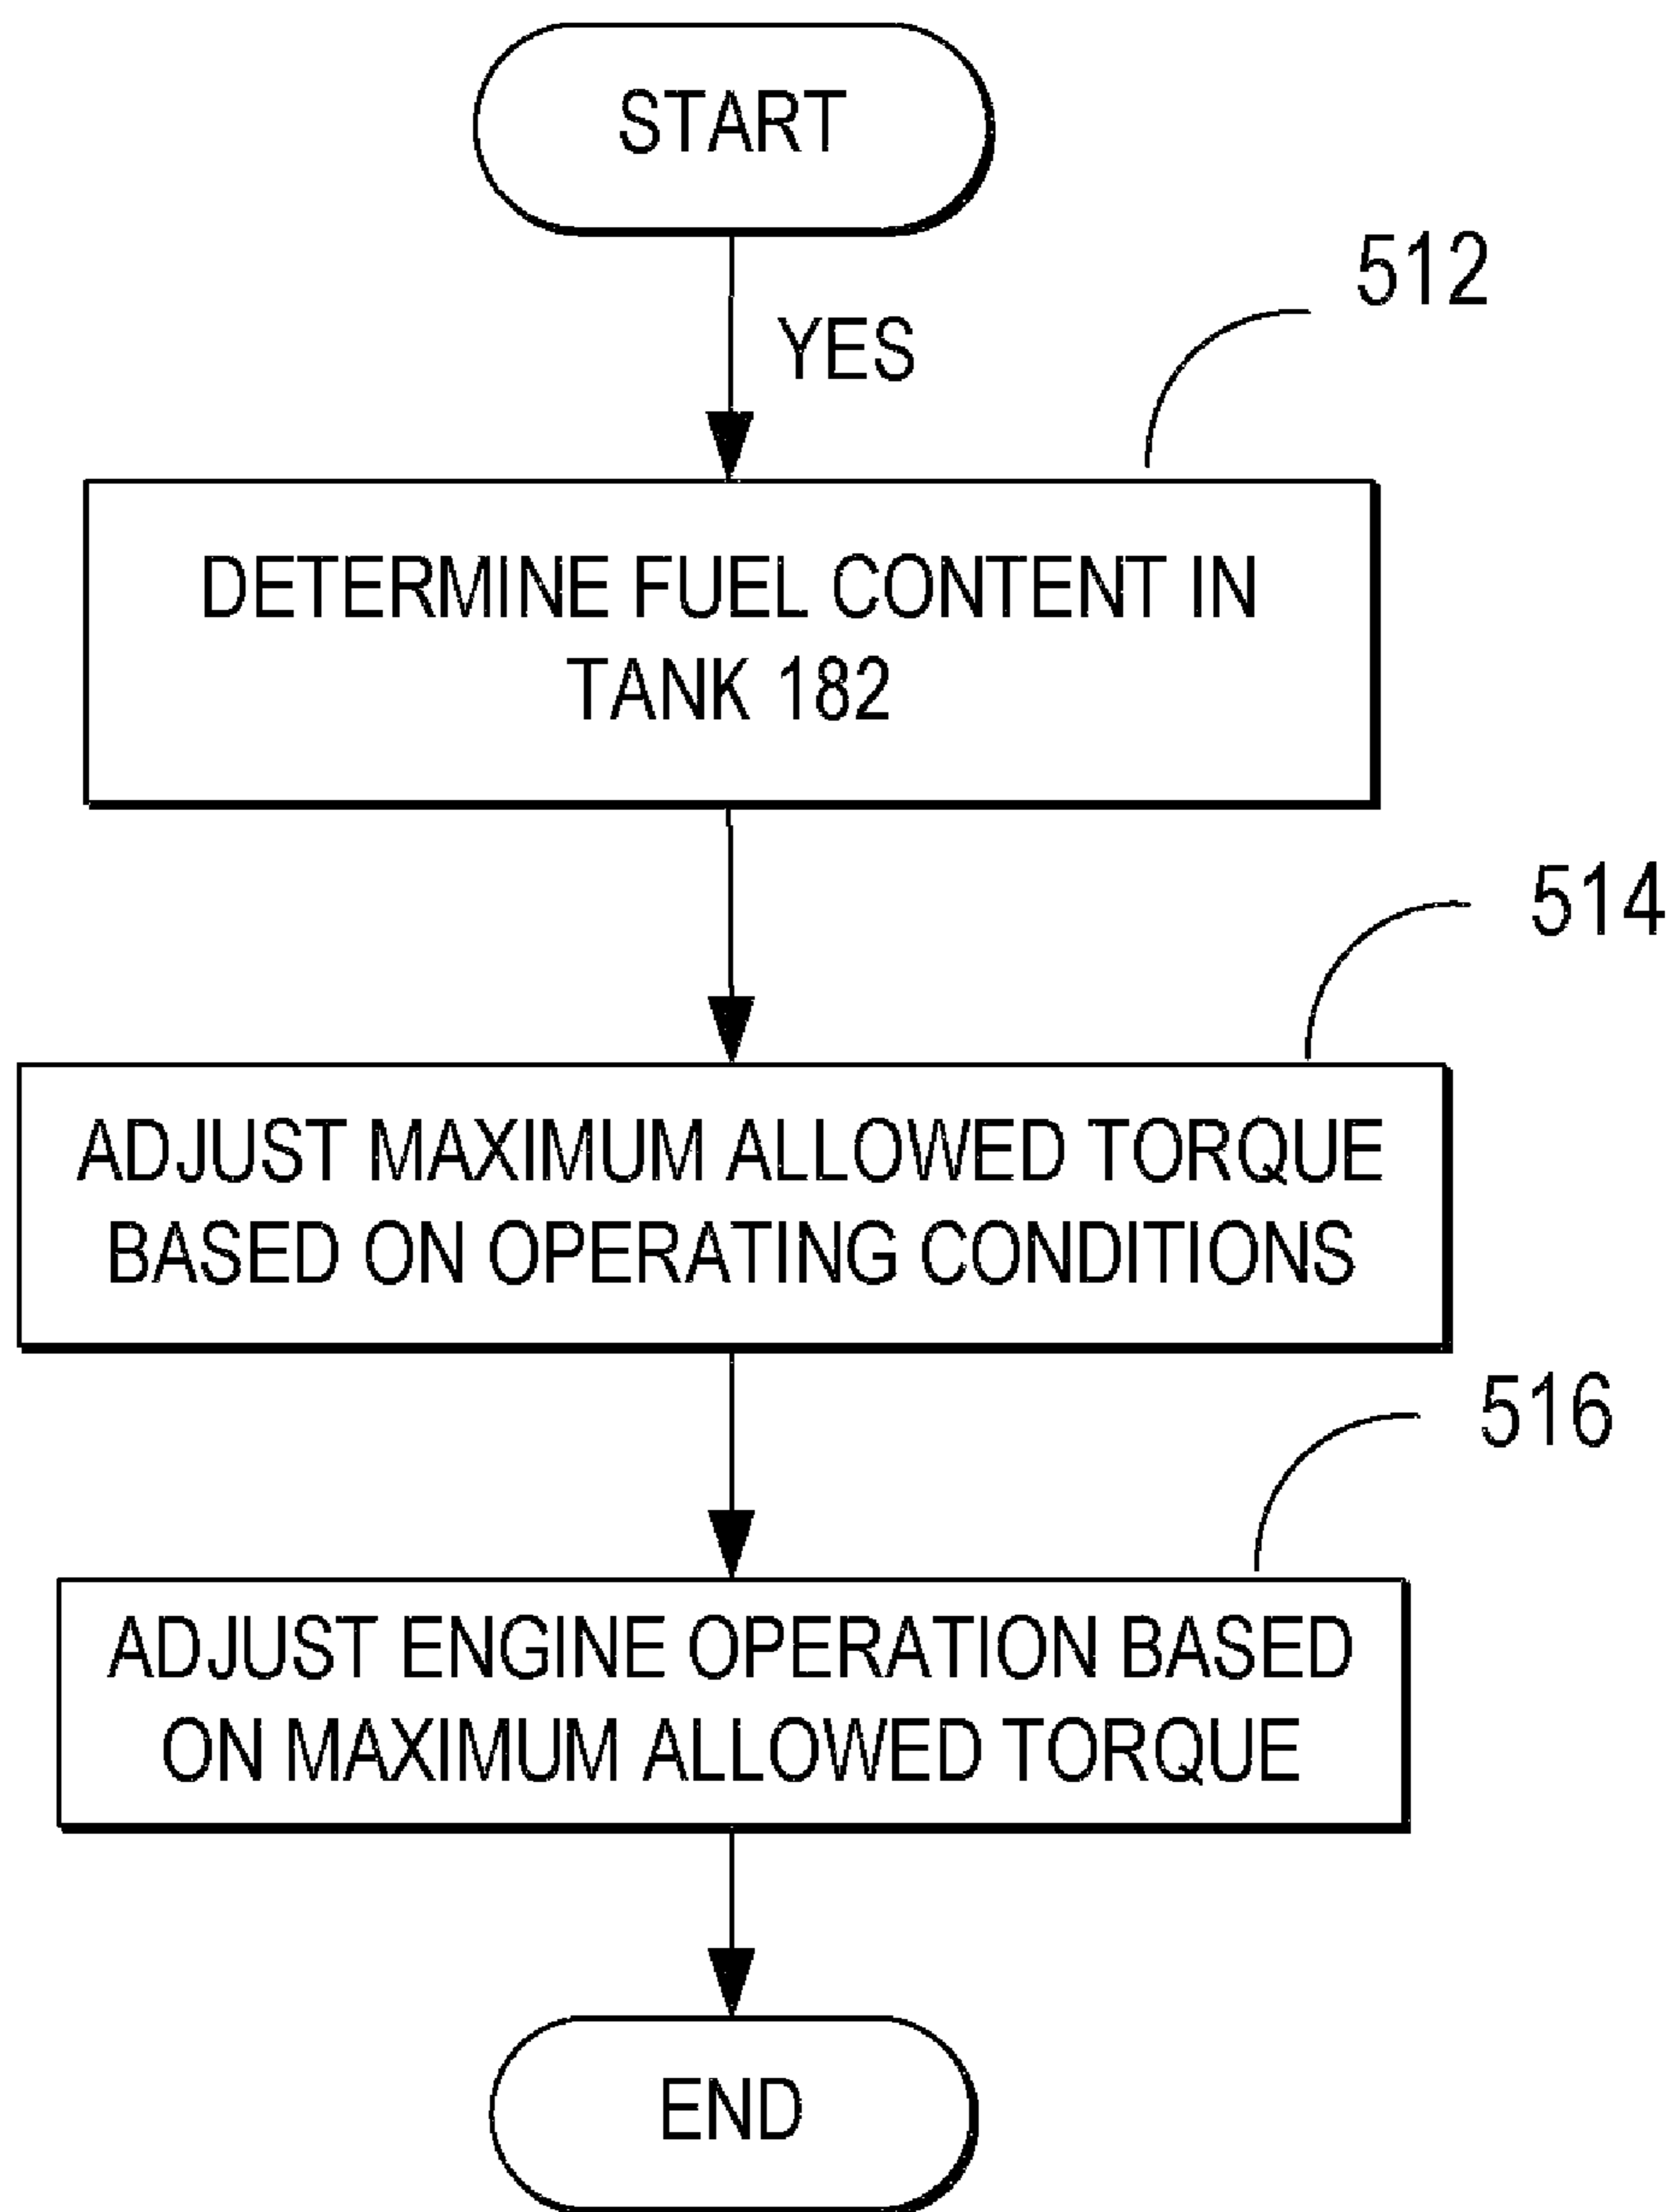 START
YES
512
DETERMINE FUEL CONTENT IN
TANK 182
514
ADJUST MAXIMUM ALLOWED TORQUE
BASED ON OPERATING CONDITIONS
516
ADJUST ENGINE OPERATION BASED
ON MAXIMUM ALLOWED TORQUE
END